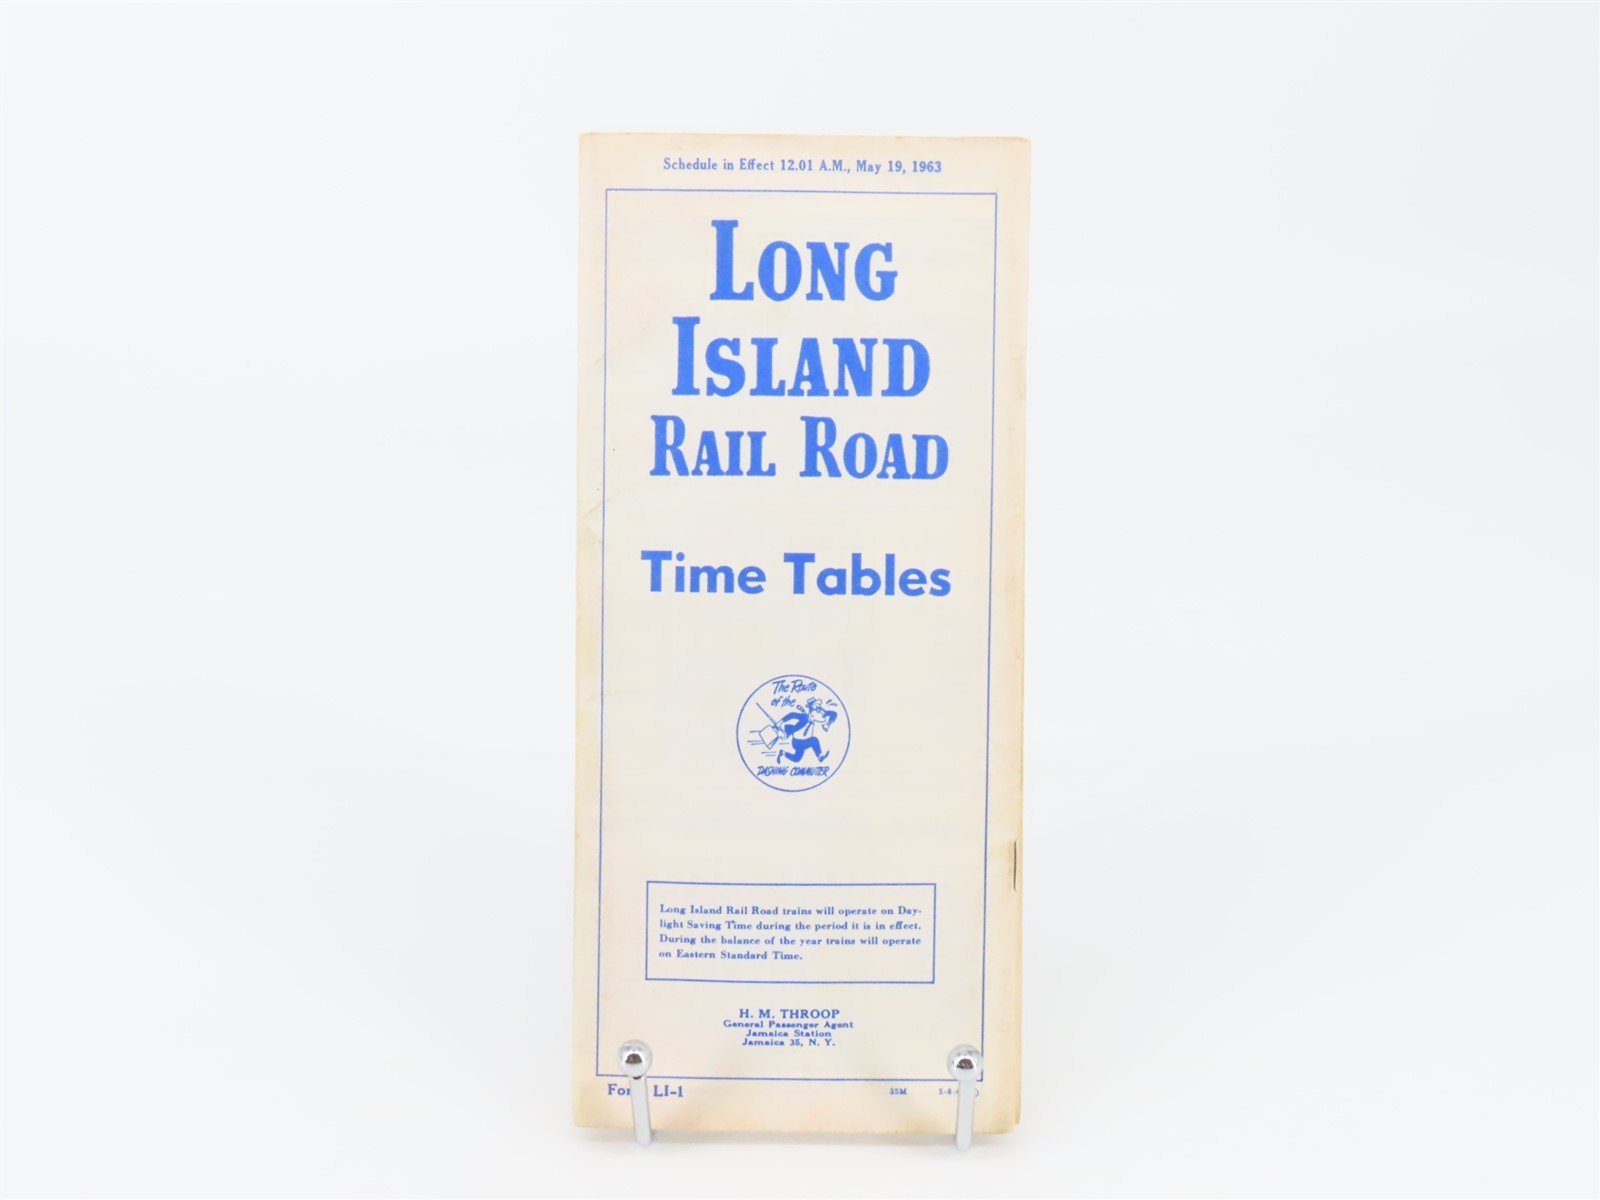 Schedule in Effect 12.01 A.M., May 19, 1963
LONG
ISLAND
RAIL ROAD
Time Tables
The Route
of the
DASHING COMMUTER
Long Island Rail Road trains will operate on Day-
light Saving Time during the period it is in effect.
During the balance of the year trains will operate
on Eastern Standard Time.
H. M. THROOP
General Passenger Agent
Jamaica Station
Jamaica 35, N. Y.
LI-1
25M 5-8-